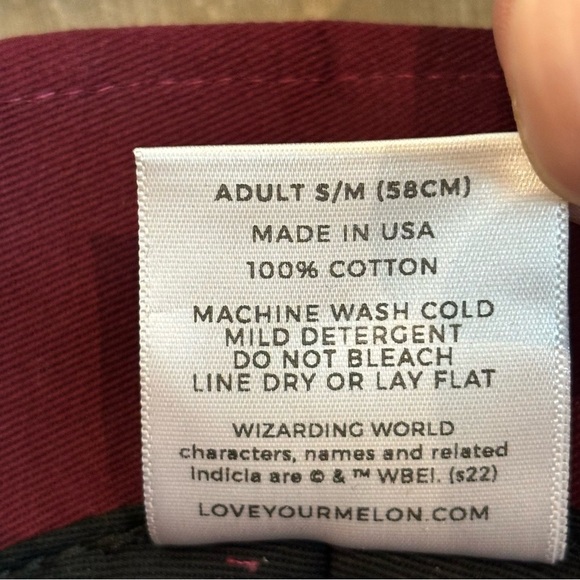 ADULT S/M (58CM)
MADE IN USA
100% COTTON
MACHINE WASH COLD
MILD DETERGENT
DO NOT BLEACH
LINE DRY OR LAY FLAT
WIZARDING WORLD
characters, names and related
indicia are © & ™ WBEI. (s22)
LOVEYOURMELON.COM